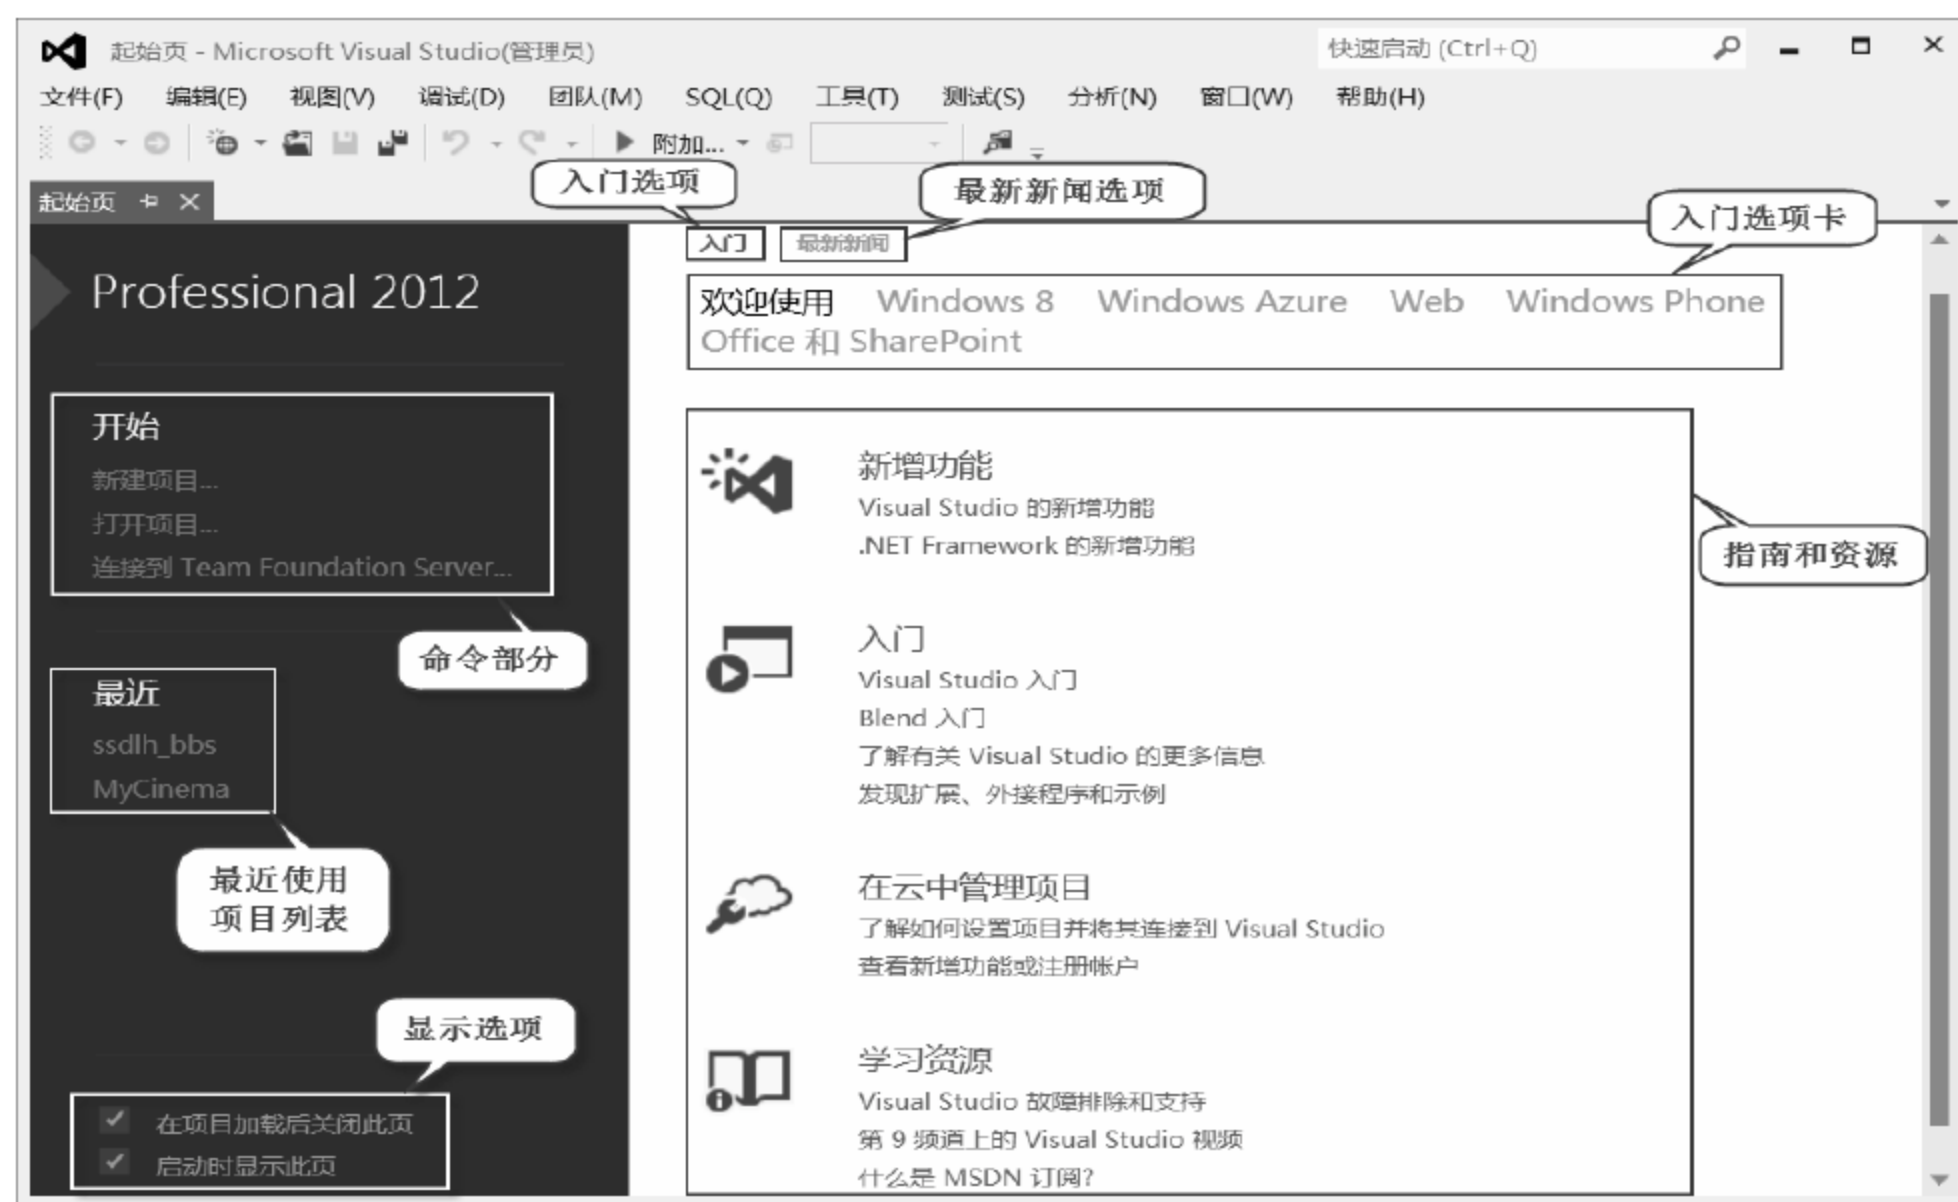 起始页 - Microsoft Visual Studio(管理员)
快速启动 (Ctrl+Q)
文件(F) 编辑(E) 视图(V) 调试(D) 团队(M) SQL(Q) 工具(T) 测试(S) 分析(N) 窗口(W) 帮助(H)
附加...
起始页
入门选项
最新新闻选项
入门选项卡
入门 最新新闻
Professional 2012
欢迎使用 Windows 8 Windows Azure Web Windows Phone
Office 和 SharePoint
开始
新建项目...
打开项目...
连接到 Team Foundation Server...
命令部分
最近
ssdlh_bbs
MyCinema
最近使用
项目列表
显示选项
在项目加载后关闭此页
启动时显示此页
新增功能
Visual Studio 的新增功能
.NET Framework 的新增功能
指南和资源
入门
Visual Studio 入门
Blend 入门
了解有关 Visual Studio 的更多信息
发现扩展、外接程序和示例
在云中管理项目
了解如何设置项目并将其连接到 Visual Studio
查看新增功能或注册帐户
学习资源
Visual Studio 故障排除和支持
第 9 频道上的 Visual Studio 视频
什么是 MSDN 订阅?